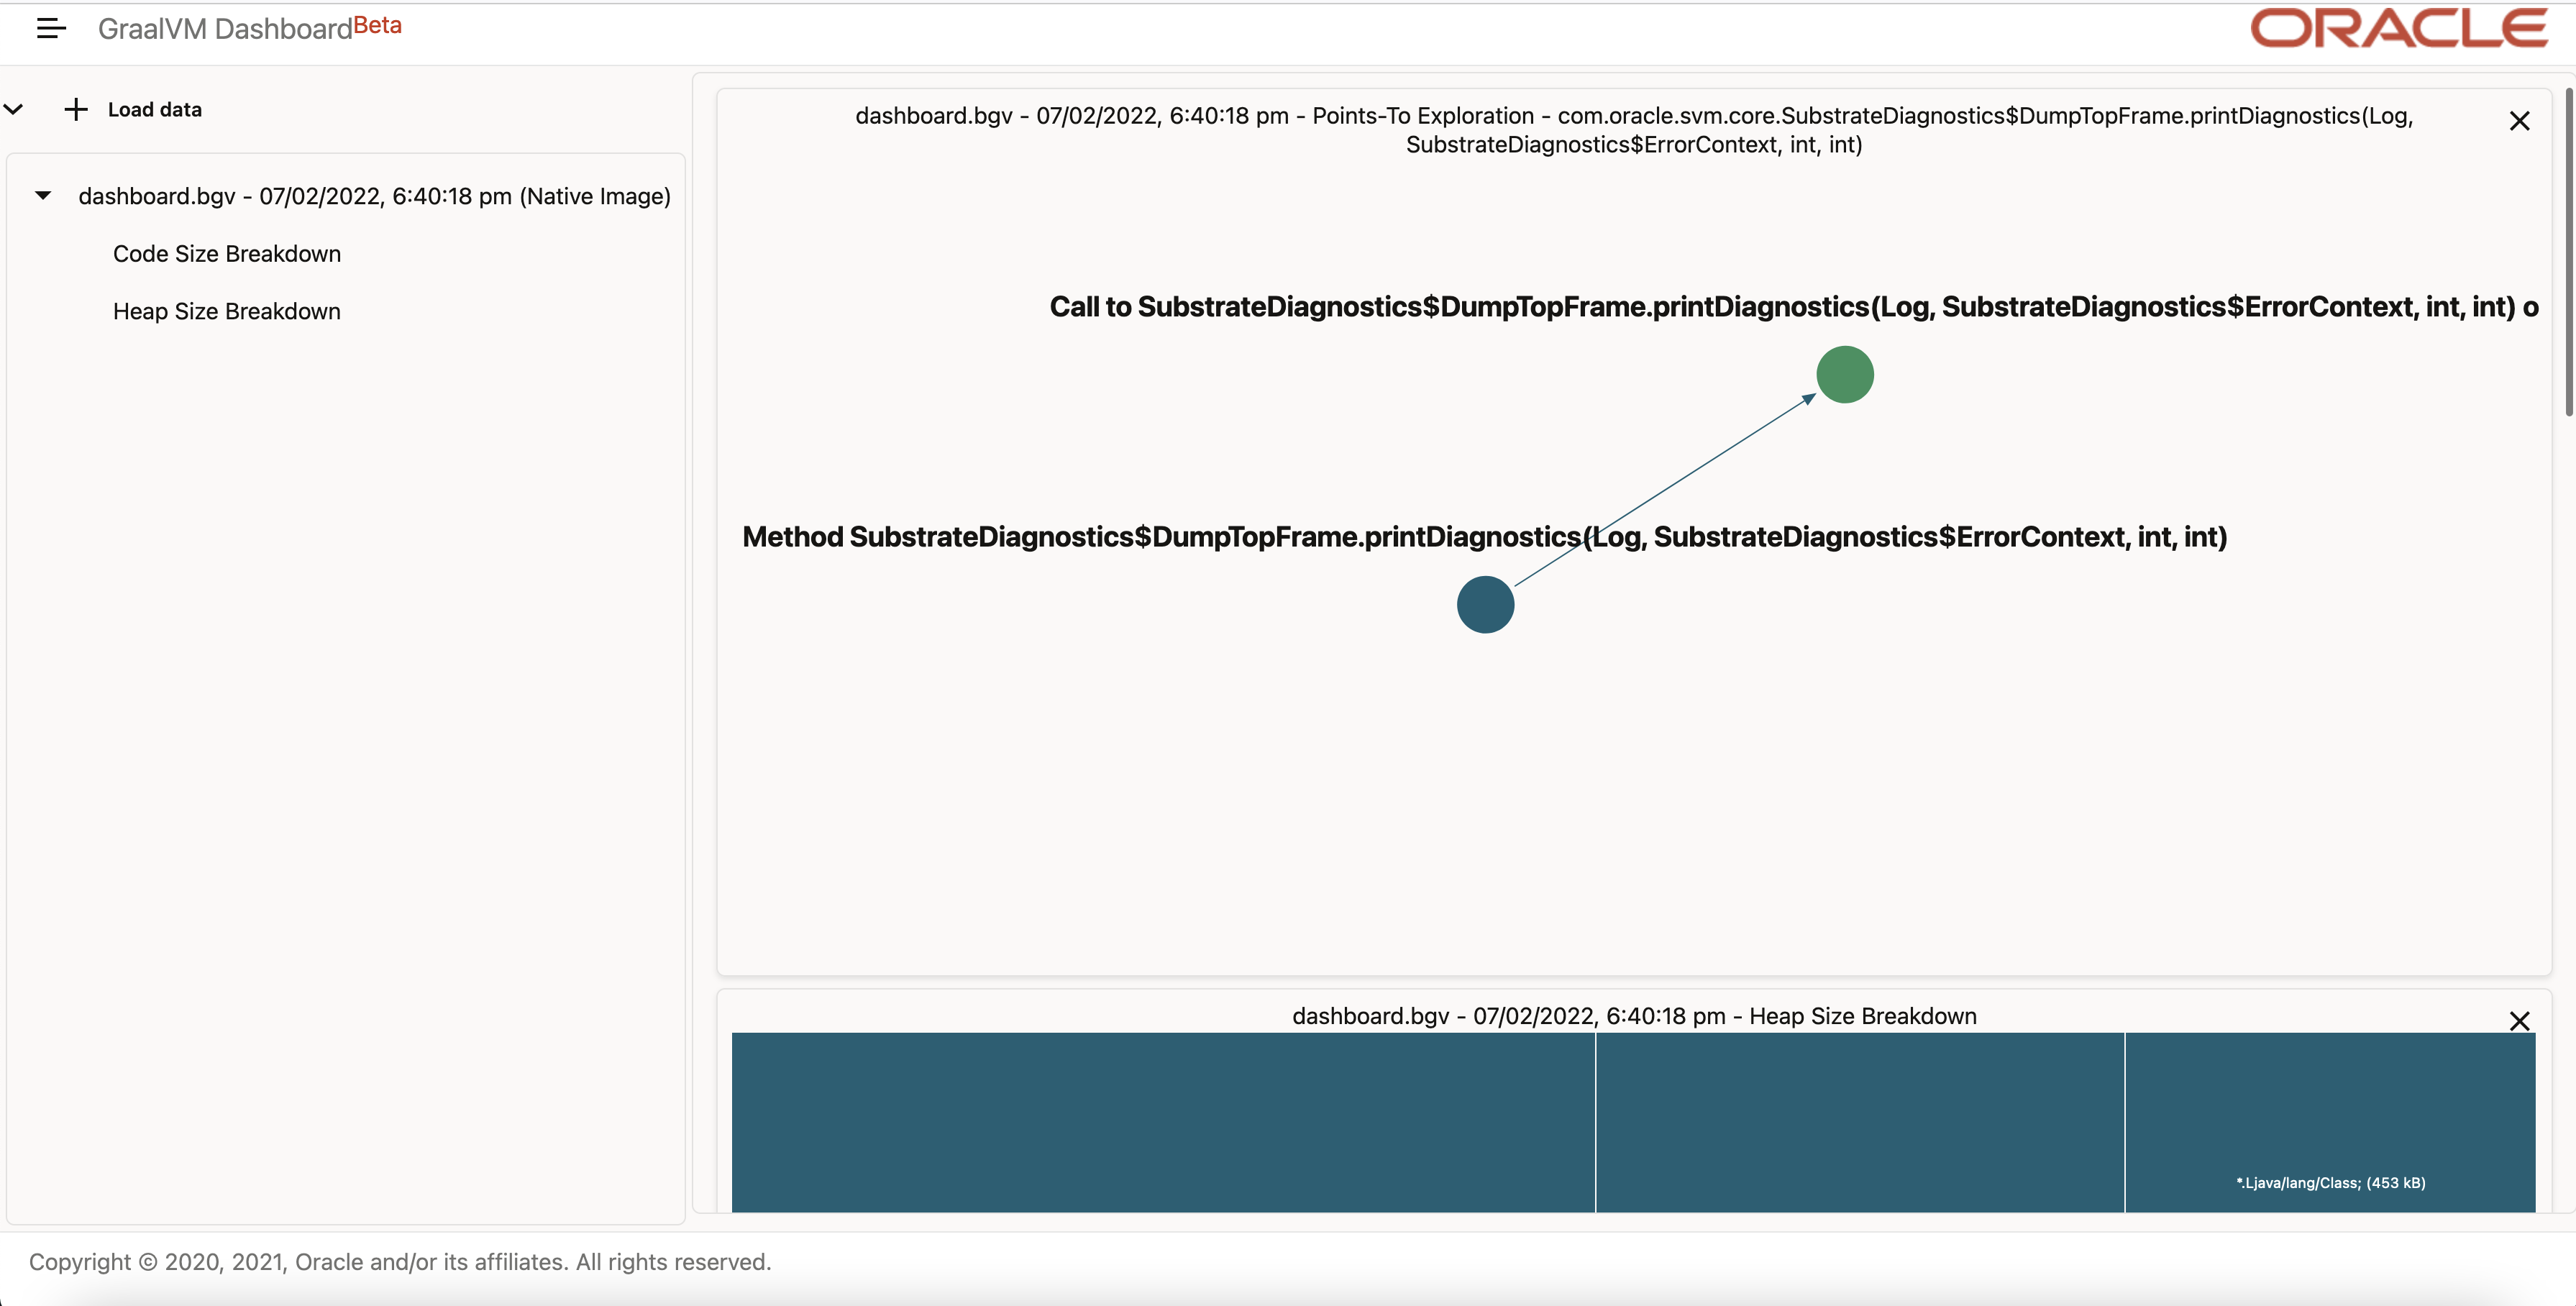 GraalVM Dashboard Beta
ORACLE
Load data
dashboard.bgv - 07/02/2022, 6:40:18 pm (Native Image)
Code Size Breakdown
Heap Size Breakdown
dashboard.bgv - 07/02/2022, 6:40:18 pm - Points-To Exploration - com.oracle.svm.core.SubstrateDiagnostics$DumpTopFrame.printDiagnostics(Log,
SubstrateDiagnostics$ErrorContext, int, int)
Call to SubstrateDiagnostics$DumpTopFrame.printDiagnostics(Log, SubstrateDiagnostics$ErrorContext, int, int) o
Method SubstrateDiagnostics$DumpTopFrame.printDiagnostics(Log, SubstrateDiagnostics$ErrorContext, int, int)
dashboard.bgv - 07/02/2022, 6:40:18 pm - Heap Size Breakdown
*.Ljava/lang/Class; (453 kB)
Copyright © 2020, 2021, Oracle and/or its affiliates. All rights reserved.